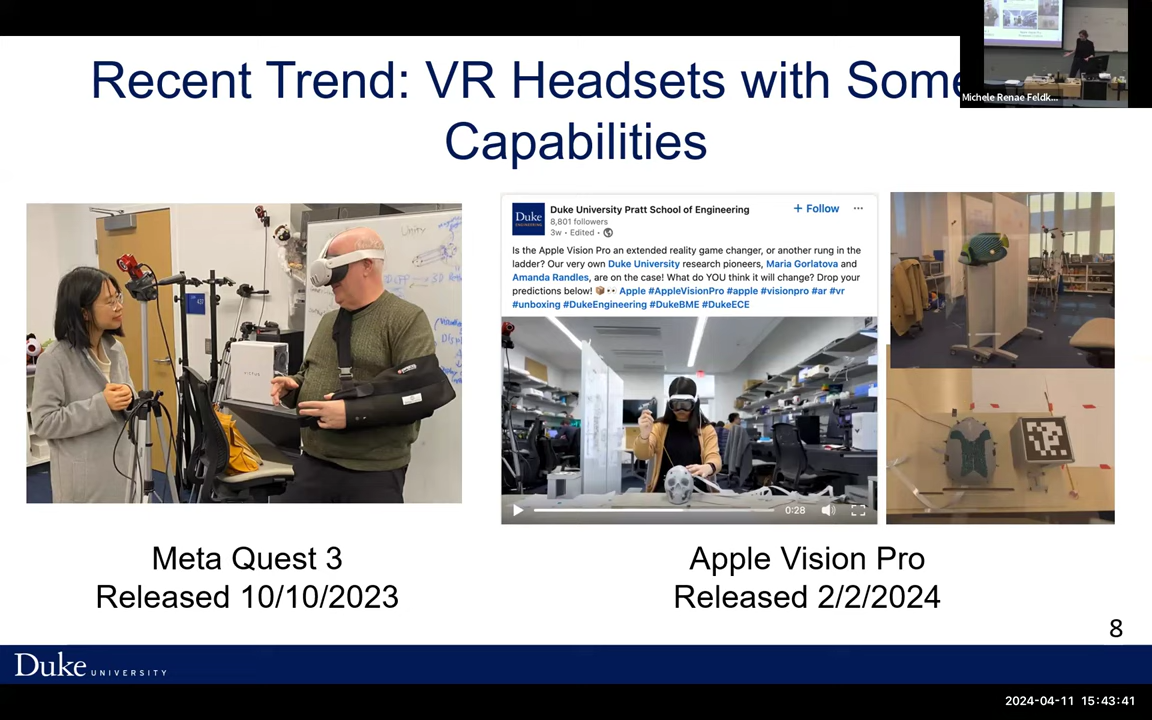 Recent Trend: VR Headsets with Some
Capabilities
Michele Renae Feldk...
Duke University Pratt School of Engineering
+ Follow ...
8,801 followers
3w • Edited •
Is the Apple Vision Pro an extended reality game changer, or another rung in the
ladder? Our very own Duke University research pioneers, Maria Gorlatova and
Amanda Randles, are on the case! What do YOU think it will change? Drop your
predictions below! 📦👀 Apple #AppleVisionPro #apple #visionpro #ar #vr
#unboxing #DukeEngineering #DukeBME #DukeECE
Duke
ENGINEERING
Unity
0:28
Meta Quest 3
Released 10/10/2023
Apple Vision Pro
Released 2/2/2024
8
Duke UNIVERSITY
2024-04-11 15:43:41